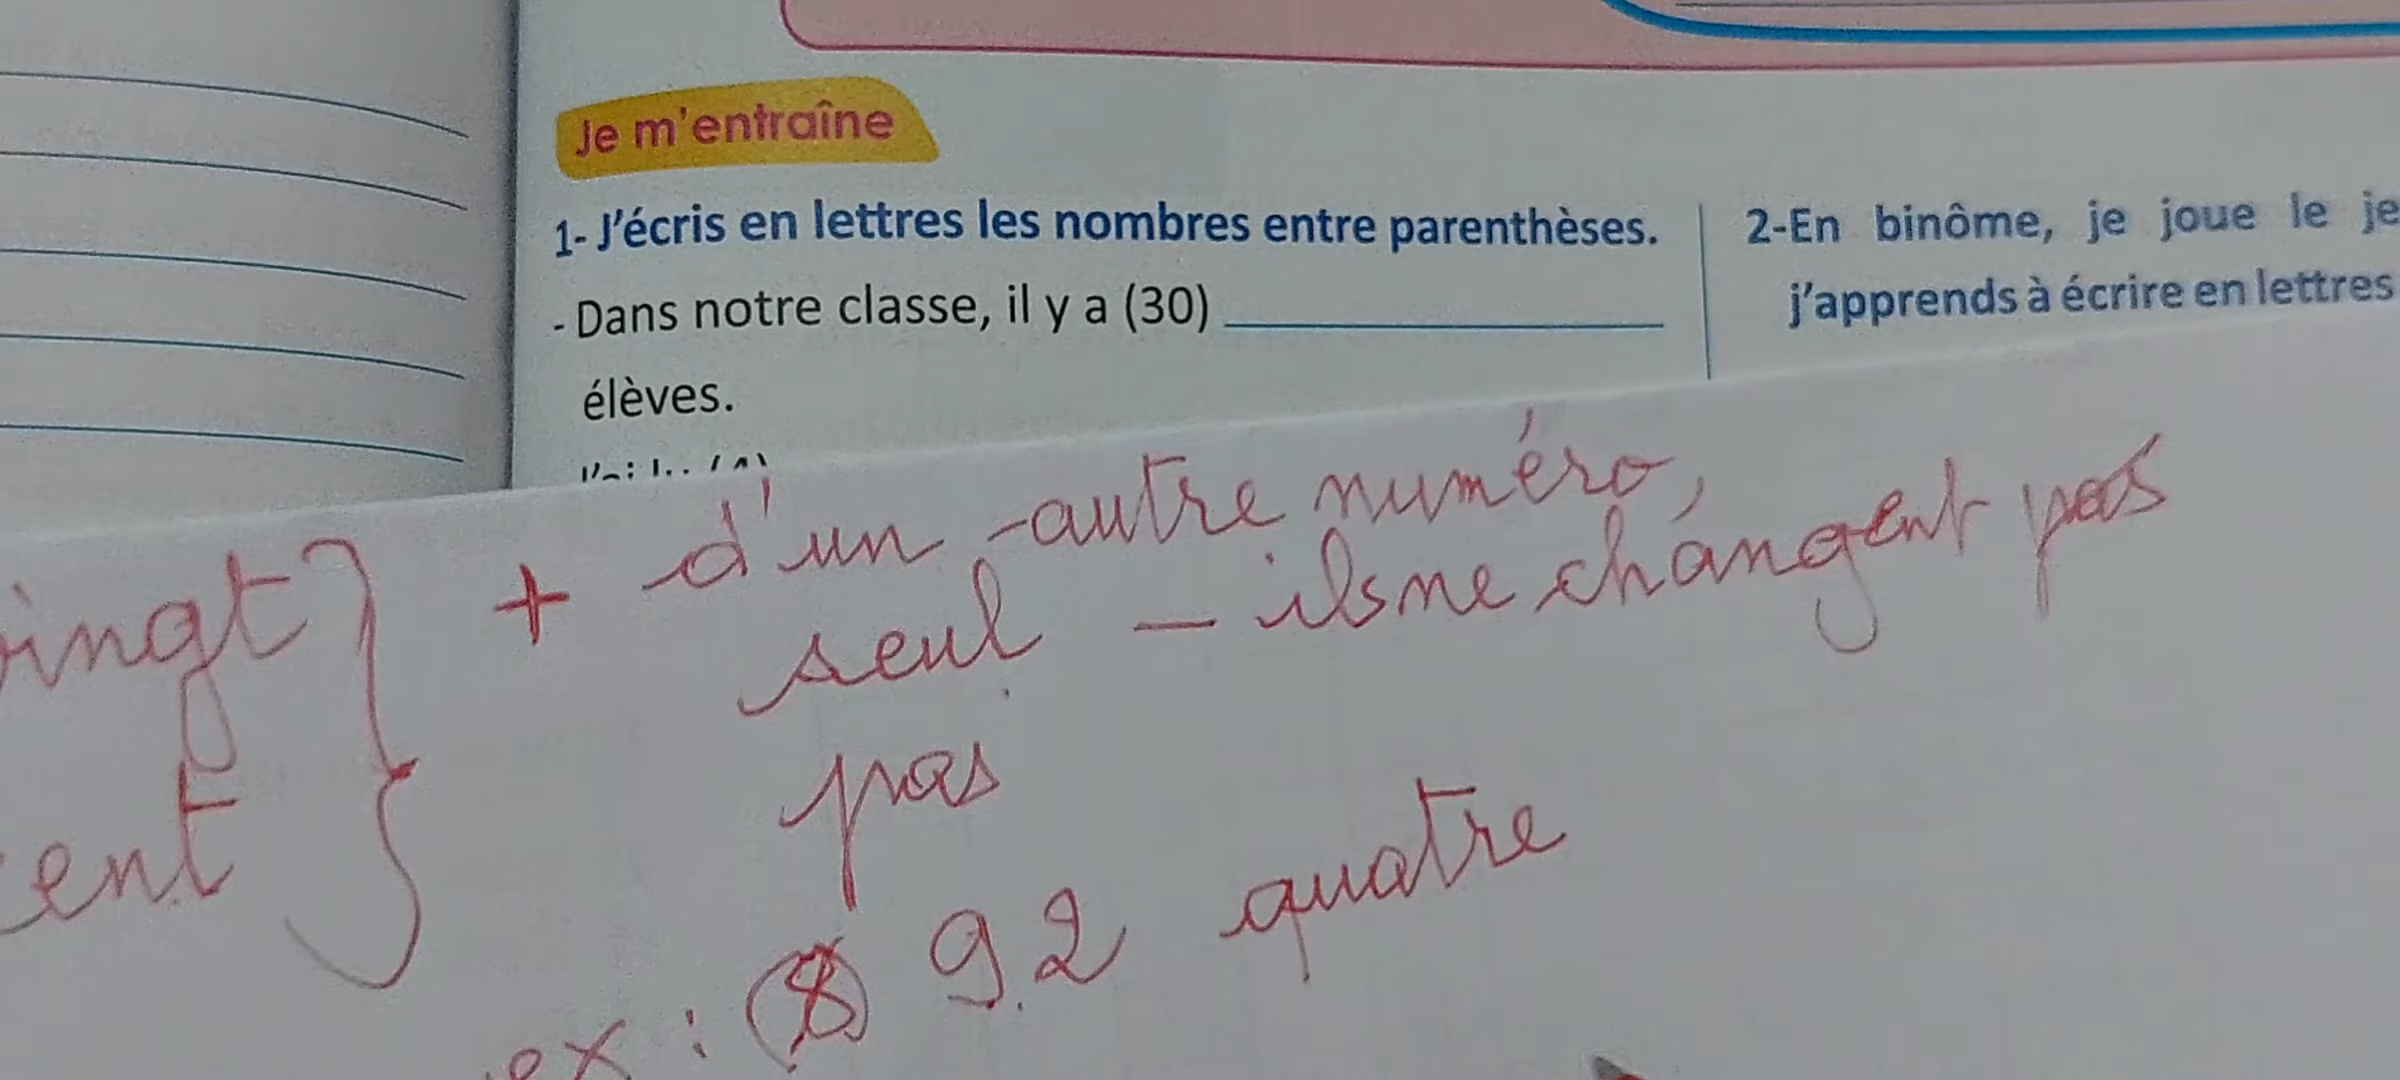 Je m'entraîne
1- J'écris en lettres les nombres entre parenthèses.
- Dans notre classe, il y a (30)
élèves.
2-En binôme, je joue le je
j'apprends à écrire en lettres
ingt } + d'un autre numéro,
ent
seul – ils ne changent pas
pas
ex : 92 quatre